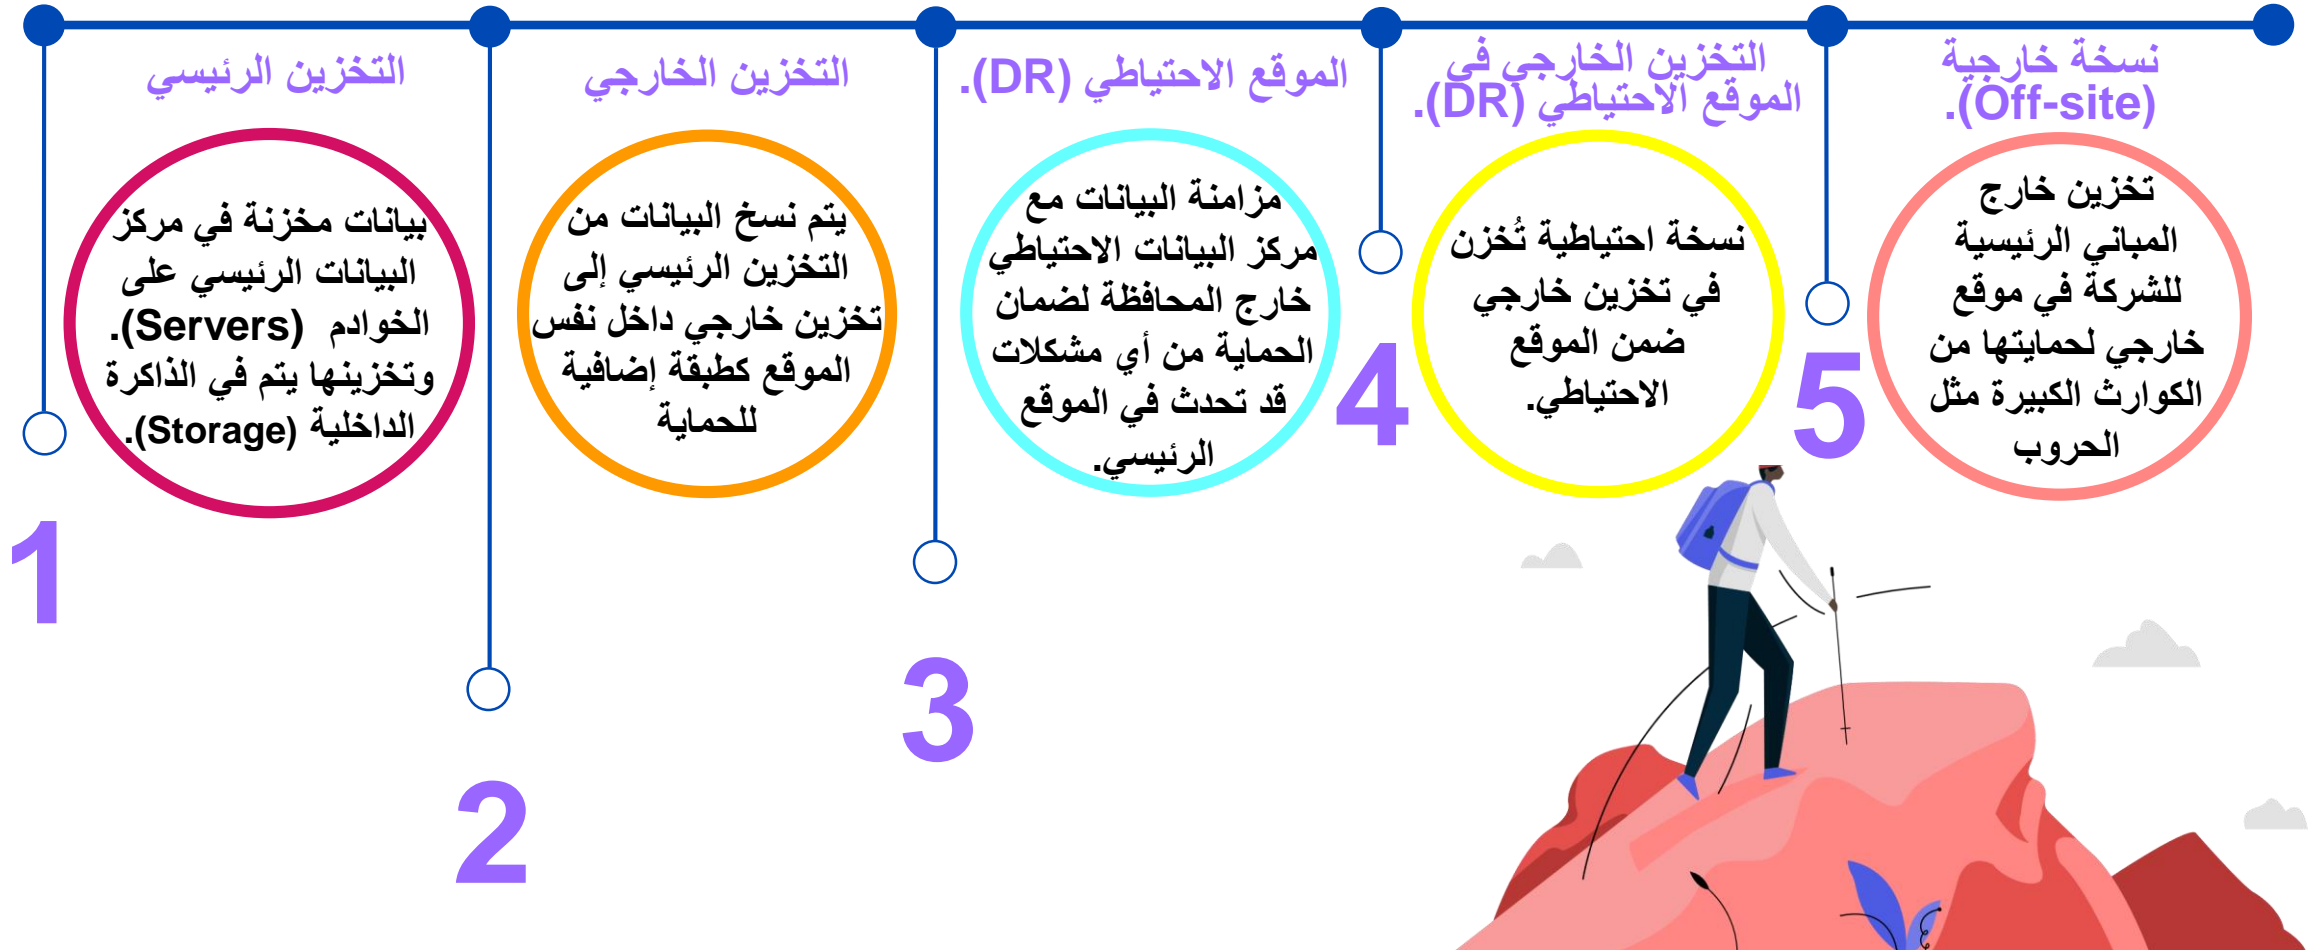 التخزين الرئيسي
بيانات مخزنة في مركز
البيانات الرئيسي على
الخوادم (Servers).
وتخزينها يتم في الذاكرة
الداخلية (Storage).
1
التخزين الخارجي
يتم نسخ البيانات من
التخزين الرئيسي إلى
تخزين خارجي داخل نفس
الموقع كطبقة إضافية
للحماية
2
الموقع الاحتياطي (DR).
مزامنة البيانات مع
مركز البيانات الاحتياطي
خارج المحافظة لضمان
الحماية من أي مشكلات
قد تحدث في الموقع
الرئيسي.
3
التخزين الخارجي في
الموقع الاحتياطي (DR).
نسخة احتياطية تُخزن
في تخزين خارجي
ضمن الموقع
الاحتياطي.
4
نسخة خارجية
(Off-site).
تخزين خارج
المباني الرئيسية
للشركة في موقع
خارجي لحمايتها من
الكوارث الكبيرة مثل
الحروب
5